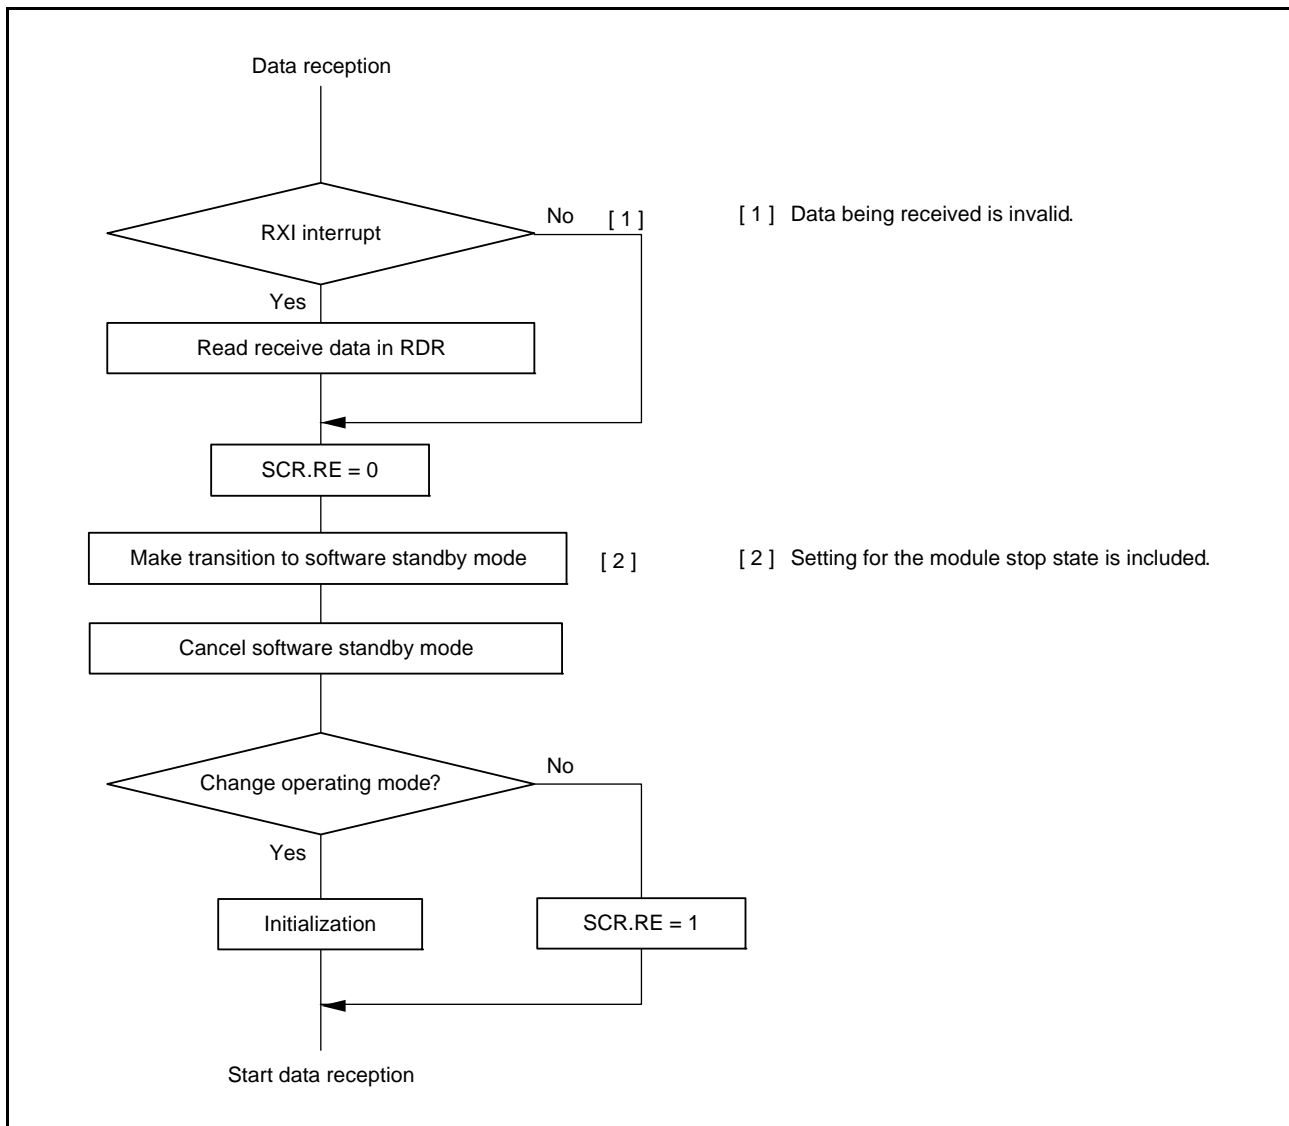 Data reception
No [ 1 ] [ 1 ] Data being received is invalid.
RXI interrupt
Yes
Read receive data in RDR
SCR.RE = 0
Make transition to software standby mode [ 2 ] [ 2 ] Setting for the module stop state is included.
Cancel software standby mode
No
Change operating mode?
Yes
Initialization SCR.RE = 1
Start data reception